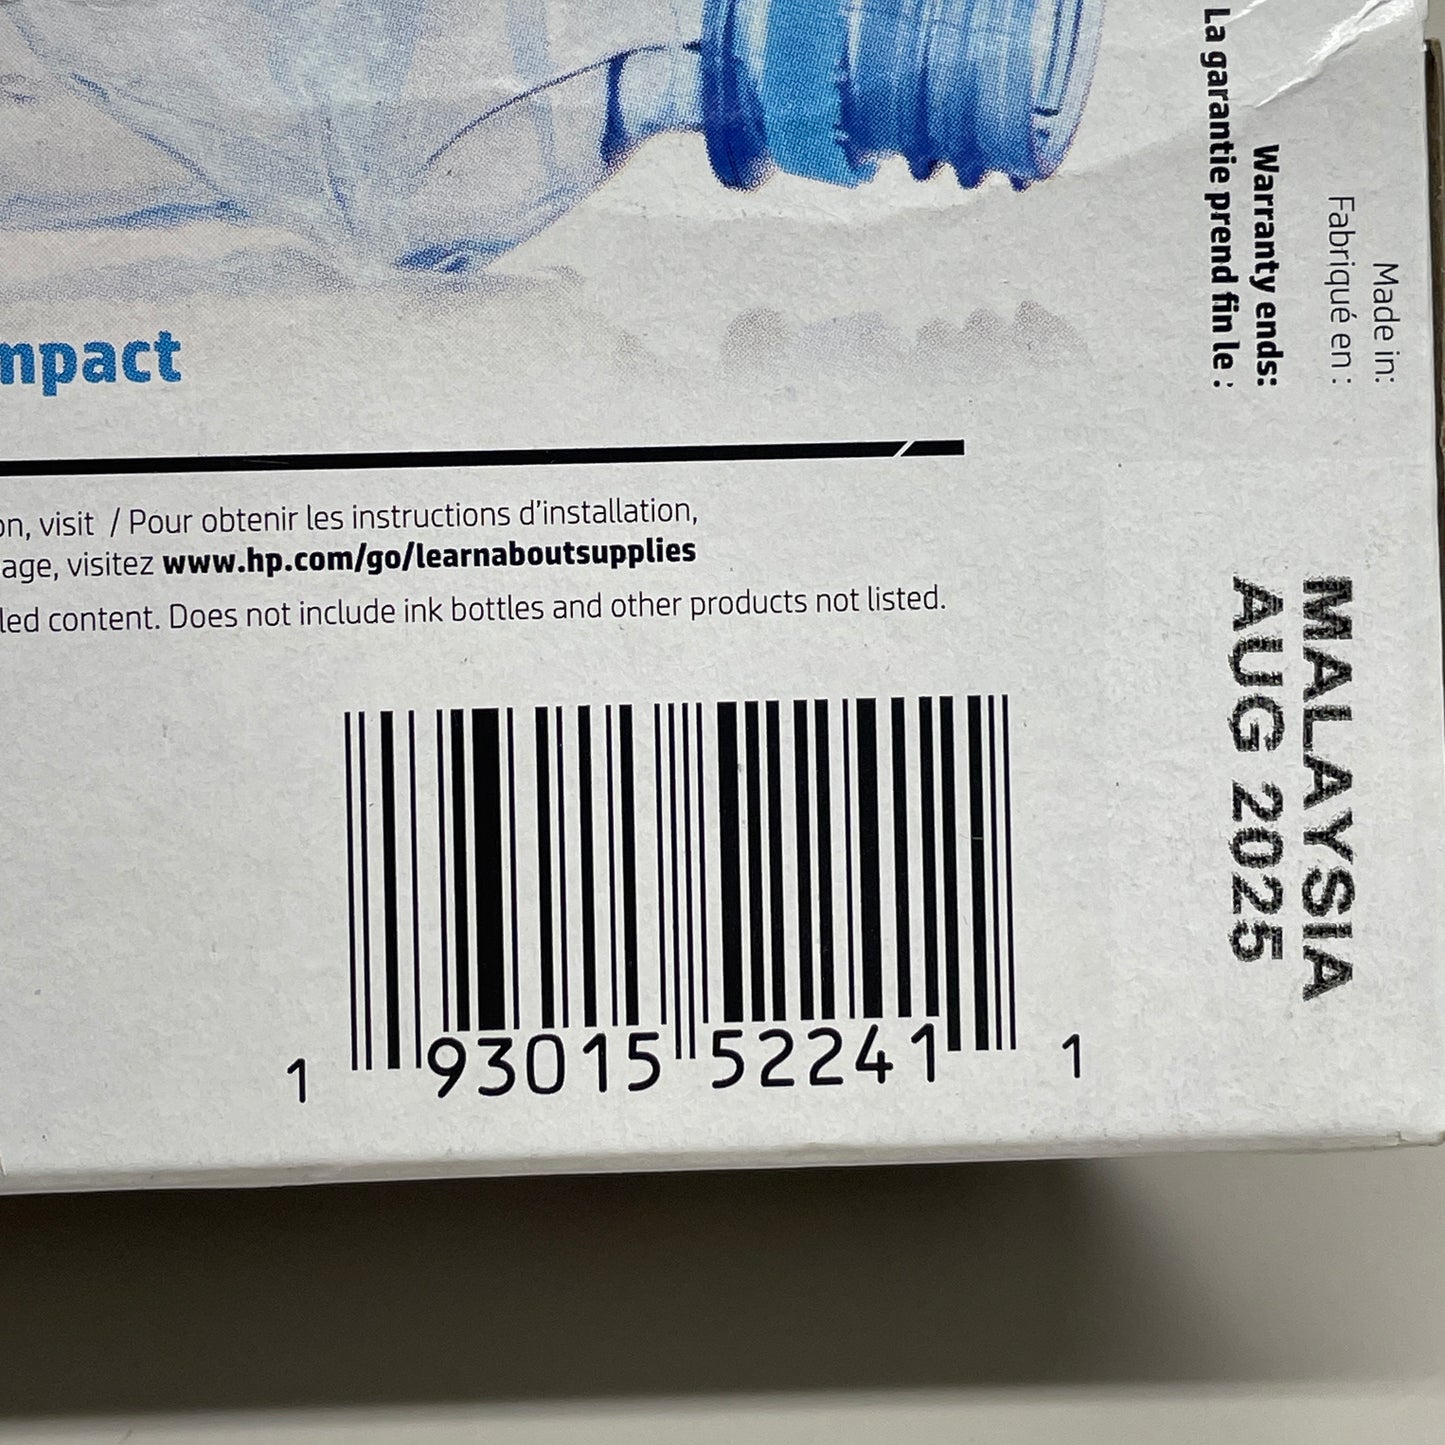 mpact
on, visit / Pour obtenir les instructions d'installation,
age, visitez www.hp.com/go/learnaboutsupplies
led content. Does not include ink bottles and other products not listed.
1 93015 52241 1
Made in:
Fabriqué en :
Warranty ends:
La garantie prend fin le :
MALAYSIA
AUG 2025